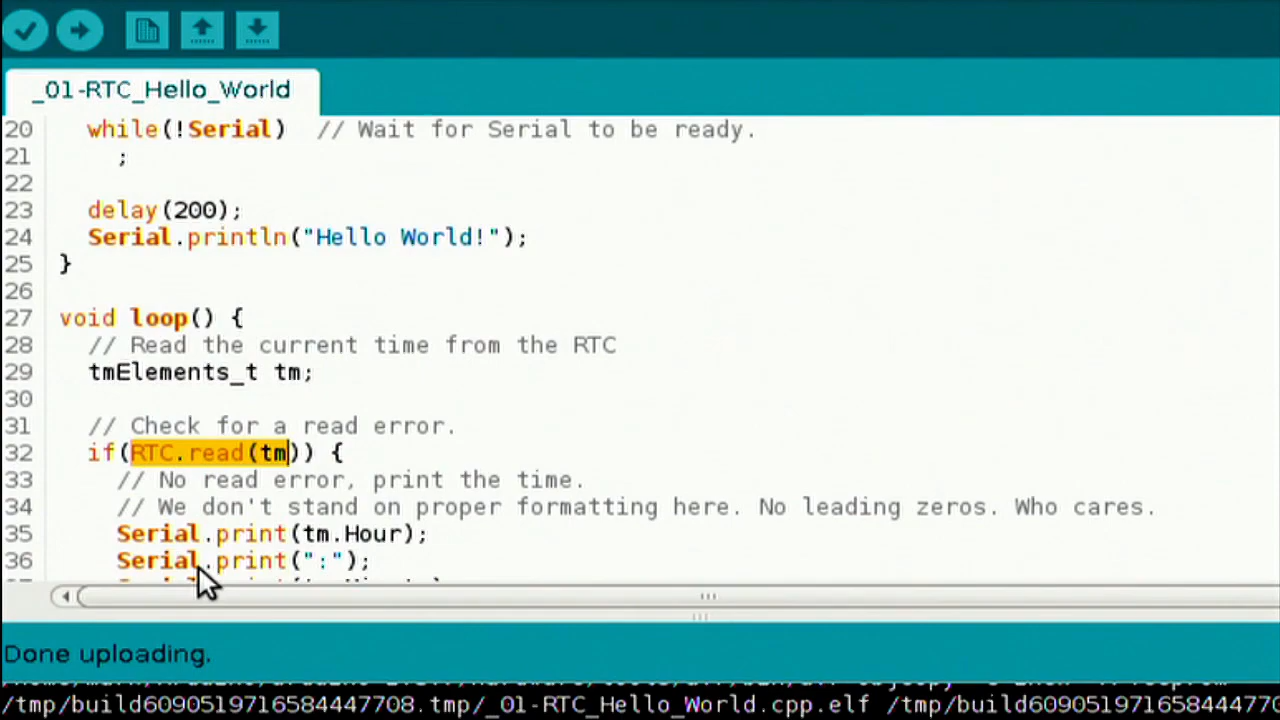 _01-RTC_Hello_World
20 while(!Serial) // Wait for Serial to be ready.
21 ;
22
23 delay(200);
24 Serial.println("Hello World!");
25 }
26
27 void loop() {
28 // Read the current time from the RTC
29 tmElements_t tm;
30
31 // Check for a read error.
32 if(RTC.read(tm)) {
33 // No read error, print the time.
34 // We don't stand on proper formatting here. No leading zeros. Who cares.
35 Serial.print(tm.Hour);
36 Serial.print(":");
Done uploading.
/tmp/build6090519716584447708.tmp/_01-RTC_Hello_World.cpp.elf /tmp/build609051971658444770